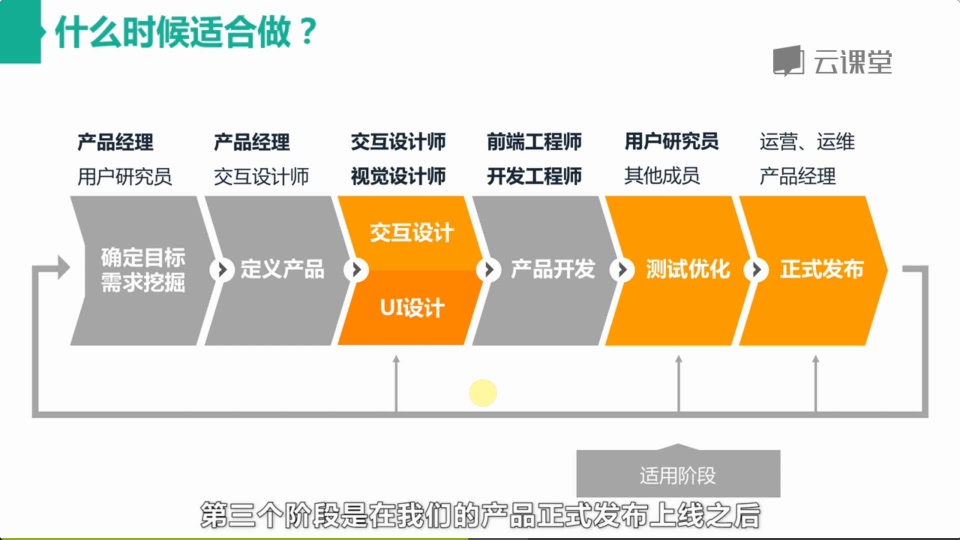 什么时候适合做？
云课堂
产品经理
用户研究员
产品经理
交互设计师
交互设计师
视觉设计师
前端工程师
开发工程师
用户研究员
其他成员
运营、运维
产品经理
确定目标
需求挖掘
定义产品
交互设计
UI设计
产品开发
测试优化
正式发布
适用阶段
第三个阶段是在我们的产品正式发布上线之后